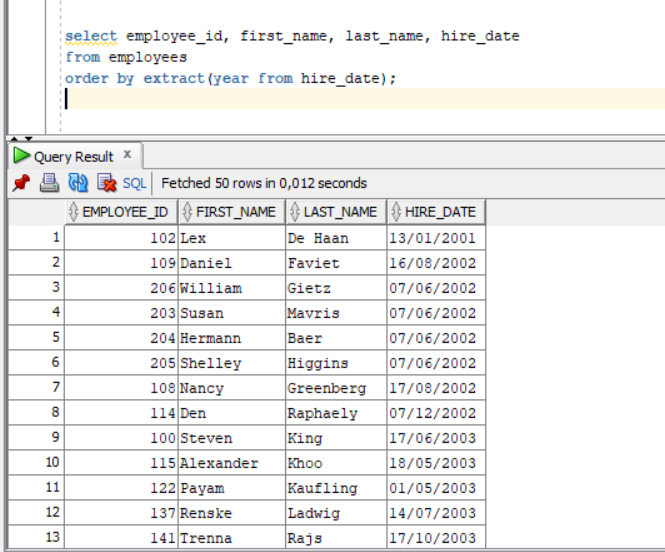 select employee_id, first_name, last_name, hire_date
from employees
order by extract(year from hire_date);
Query Result x
SQL | Fetched 50 rows in 0,012 seconds
EMPLOYEE_ID FIRST_NAME LAST_NAME HIRE_DATE
1 102 Lex De Haan 13/01/2001
2 109 Daniel Faviet 16/08/2002
3 206 William Gietz 07/06/2002
4 203 Susan Mavris 07/06/2002
5 204 Hermann Baer 07/06/2002
6 205 Shelley Higgins 07/06/2002
7 108 Nancy Greenberg 17/08/2002
8 114 Den Raphaely 07/12/2002
9 100 Steven King 17/06/2003
10 115 Alexander Khoo 18/05/2003
11 122 Payam Kaufling 01/05/2003
12 137 Renske Ladwig 14/07/2003
13 141 Trenna Rajs 17/10/2003